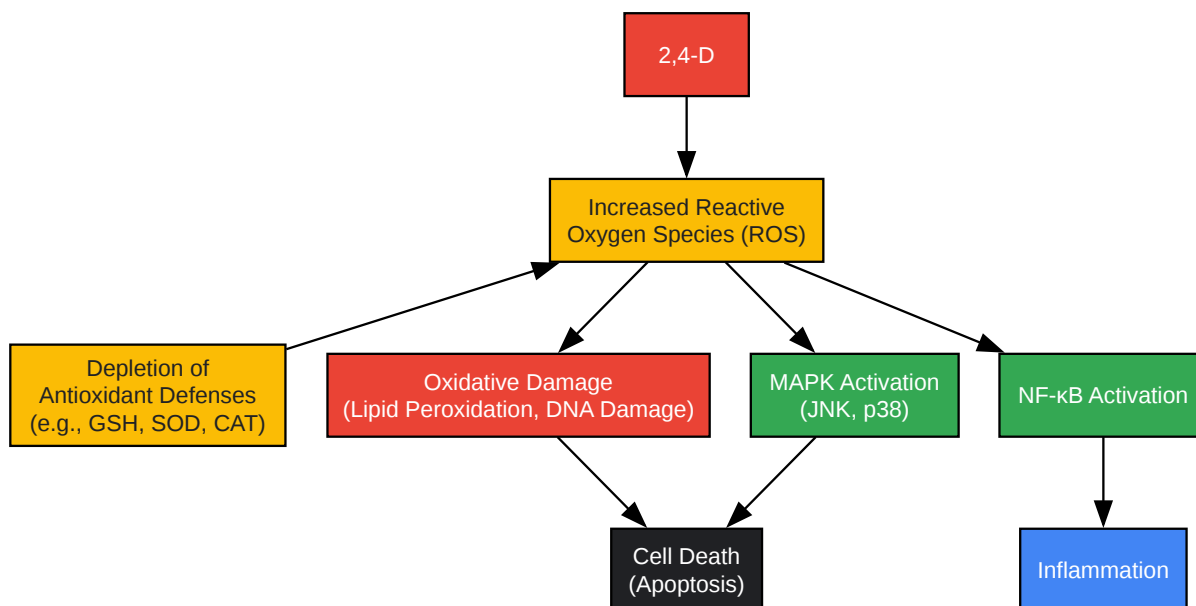 2,4-D
Increased Reactive
Oxygen Species (ROS)
Depletion of
Antioxidant Defenses
(e.g., GSH, SOD, CAT)
Oxidative Damage
(Lipid Peroxidation, DNA Damage)
MAPK Activation
(JNK, p38)
NF-κB Activation
Cell Death
(Apoptosis)
Inflammation